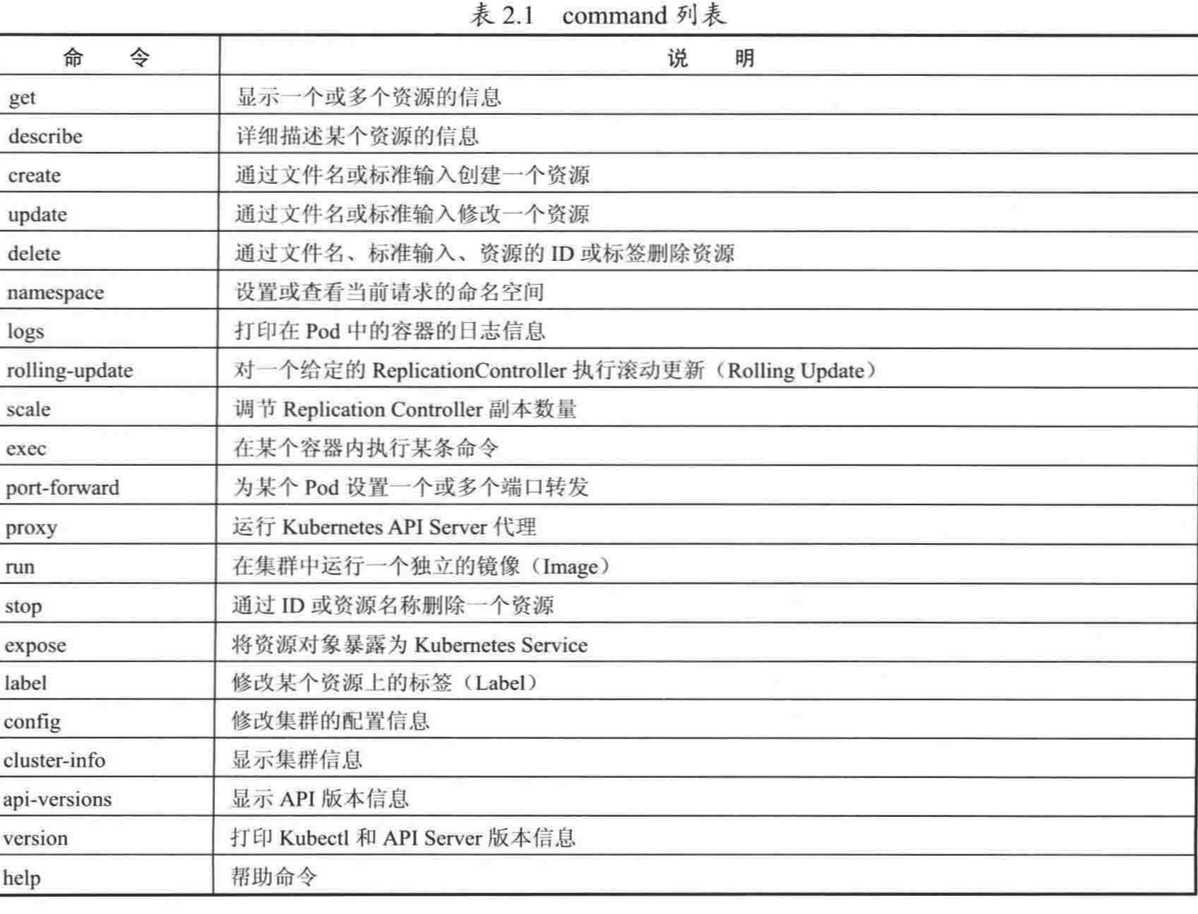 表 2.1 command 列表
命 令 说 明
get 显示一个或多个资源的信息
describe 详细描述某个资源的信息
create 通过文件名或标准输入创建一个资源
update 通过文件名或标准输入修改一个资源
delete 通过文件名、标准输入、资源的 ID 或标签删除资源
namespace 设置或查看当前请求的命名空间
logs 打印在 Pod 中的容器的日志信息
rolling-update 对一个给定的 ReplicationController 执行滚动更新（Rolling Update）
scale 调节 Replication Controller 副本数量
exec 在某个容器内执行某条命令
port-forward 为某个 Pod 设置一个或多个端口转发
proxy 运行 Kubernetes API Server 代理
run 在集群中运行一个独立的镜像（Image）
stop 通过 ID 或资源名称删除一个资源
expose 将资源对象暴露为 Kubernetes Service
label 修改某个资源上的标签（Label）
config 修改集群的配置信息
cluster-info 显示集群信息
api-versions 显示 API 版本信息
version 打印 Kubectl 和 API Server 版本信息
help 帮助命令